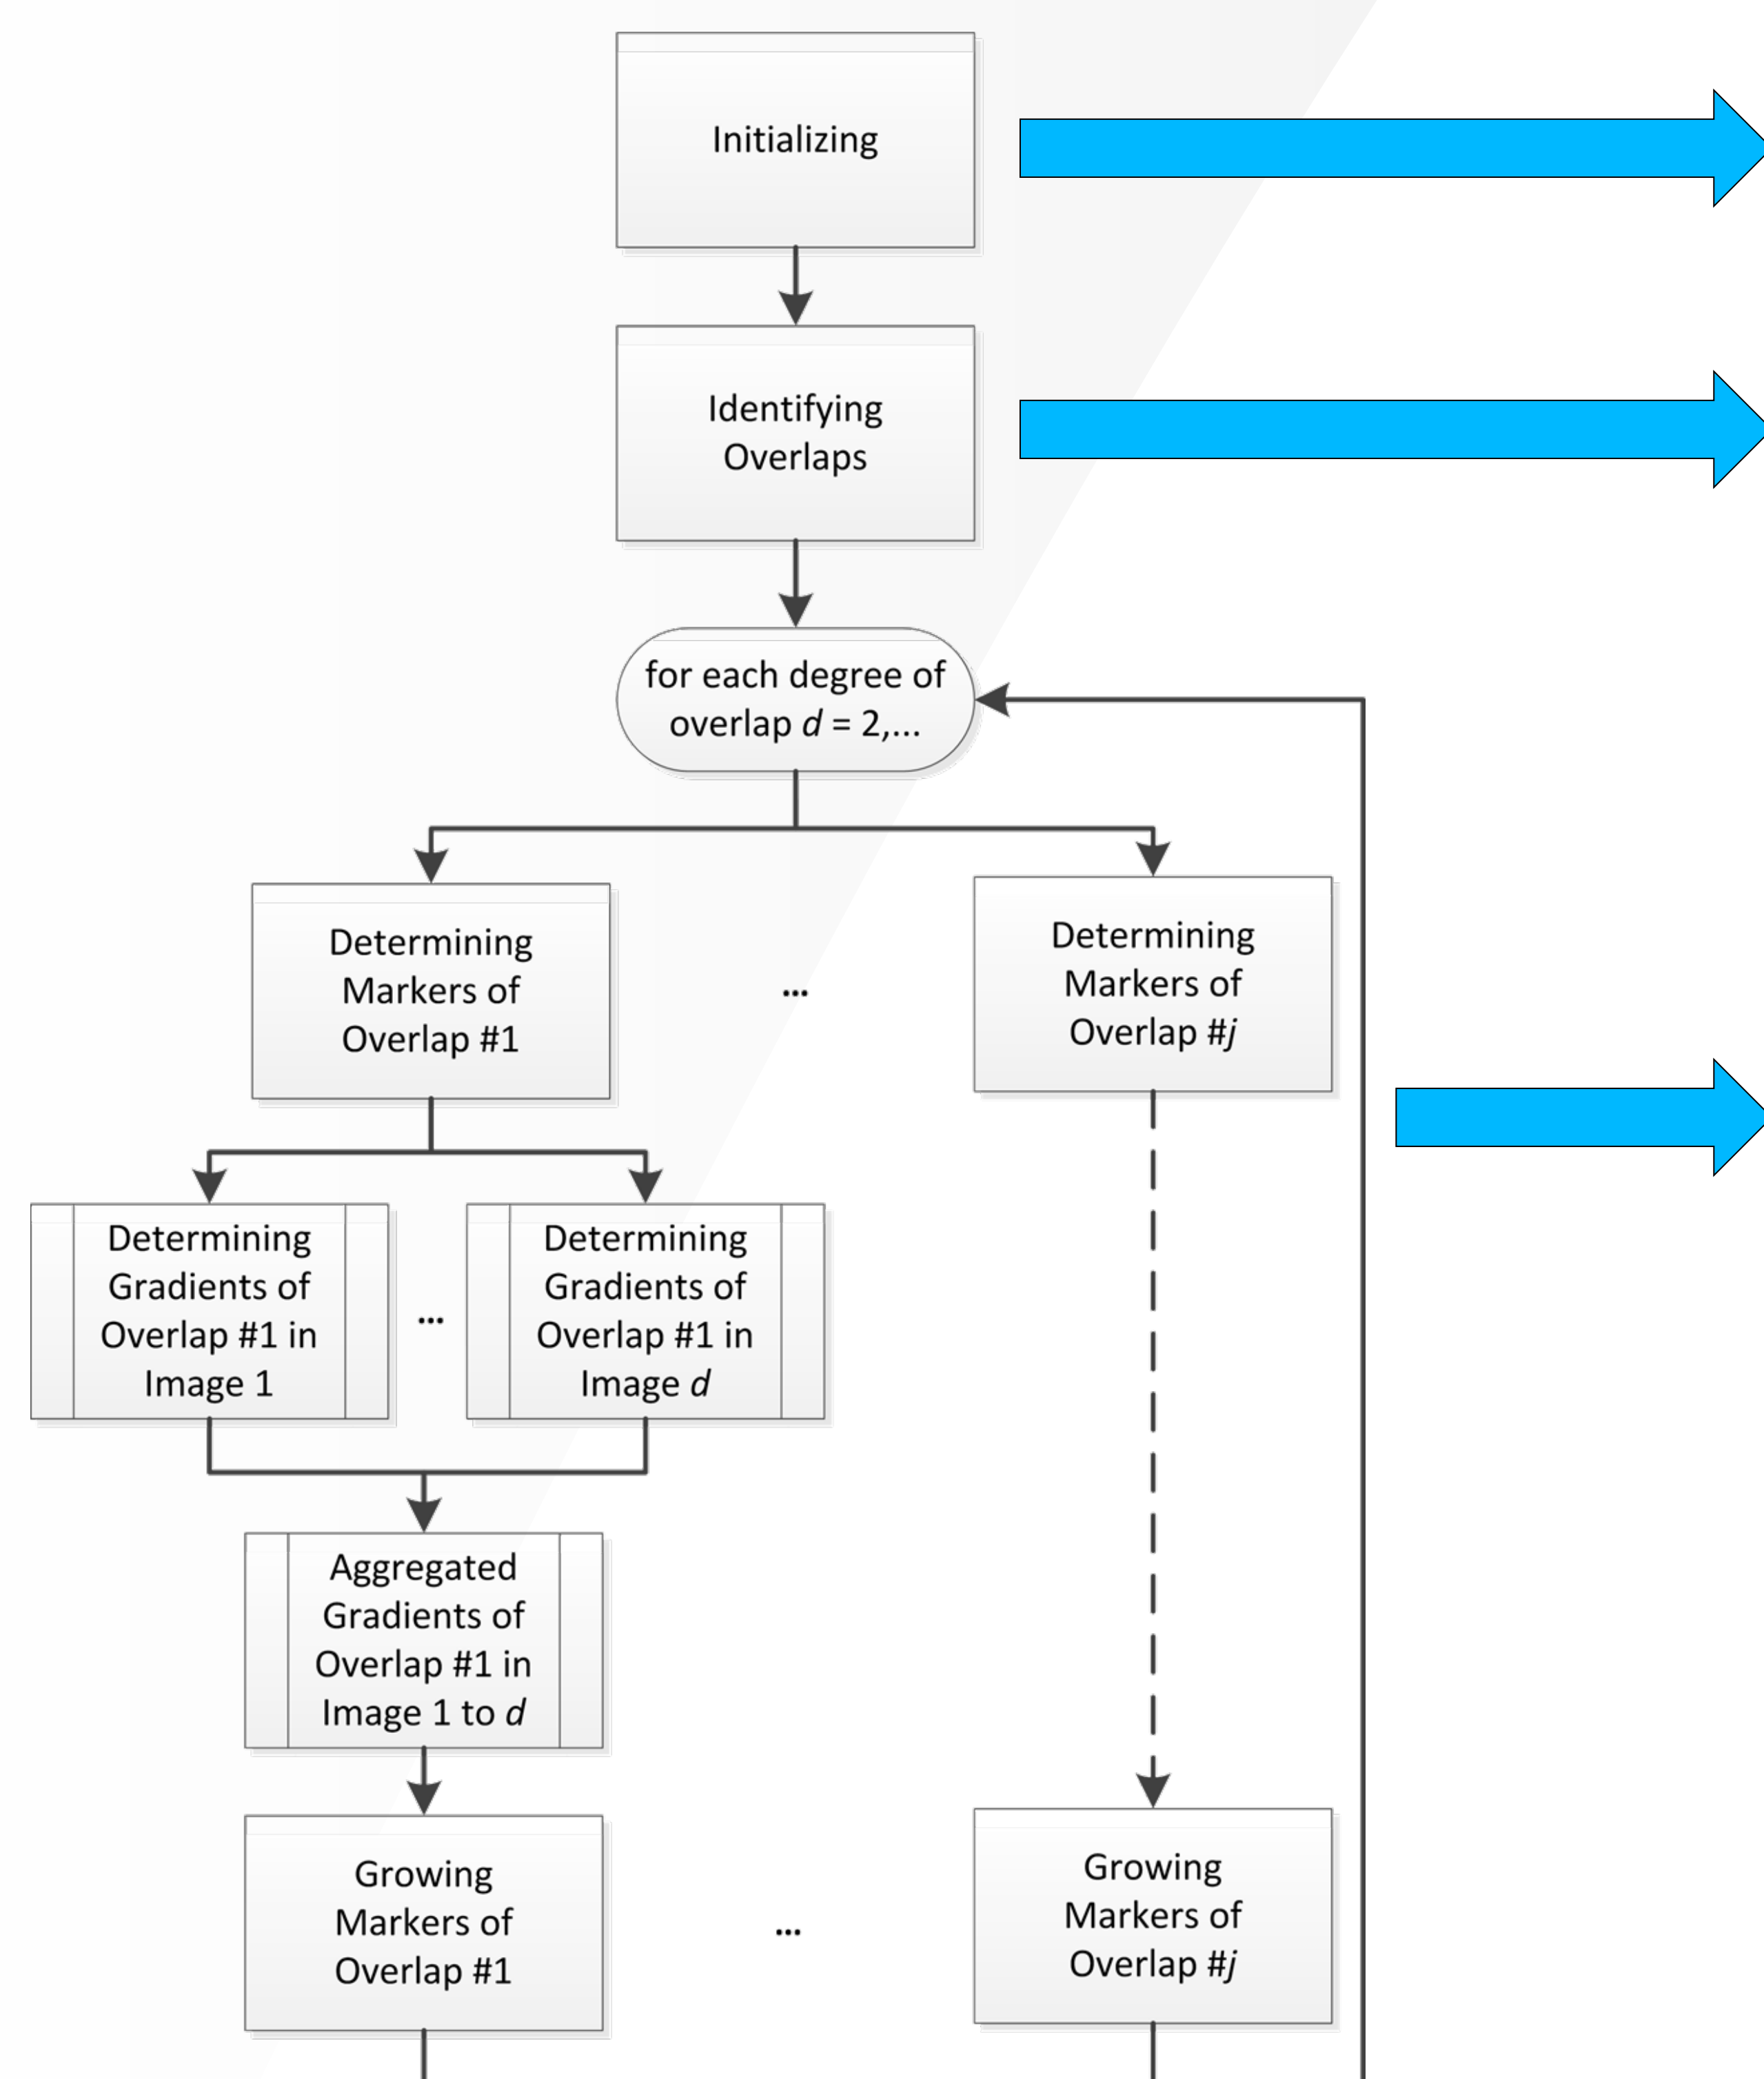 Initializing
Identifying
Overlaps
for each degree of
overlap d = 2,...
Determining
Markers of
Overlap #1
...
Determining
Markers of
Overlap #j
Determining
Gradients of
Overlap #1 in
Image 1
...
Determining
Gradients of
Overlap #1 in
Image d
Aggregated
Gradients of
Overlap #1 in
Image 1 to d
Growing
Markers of
Overlap #1
...
Growing
Markers of
Overlap #j